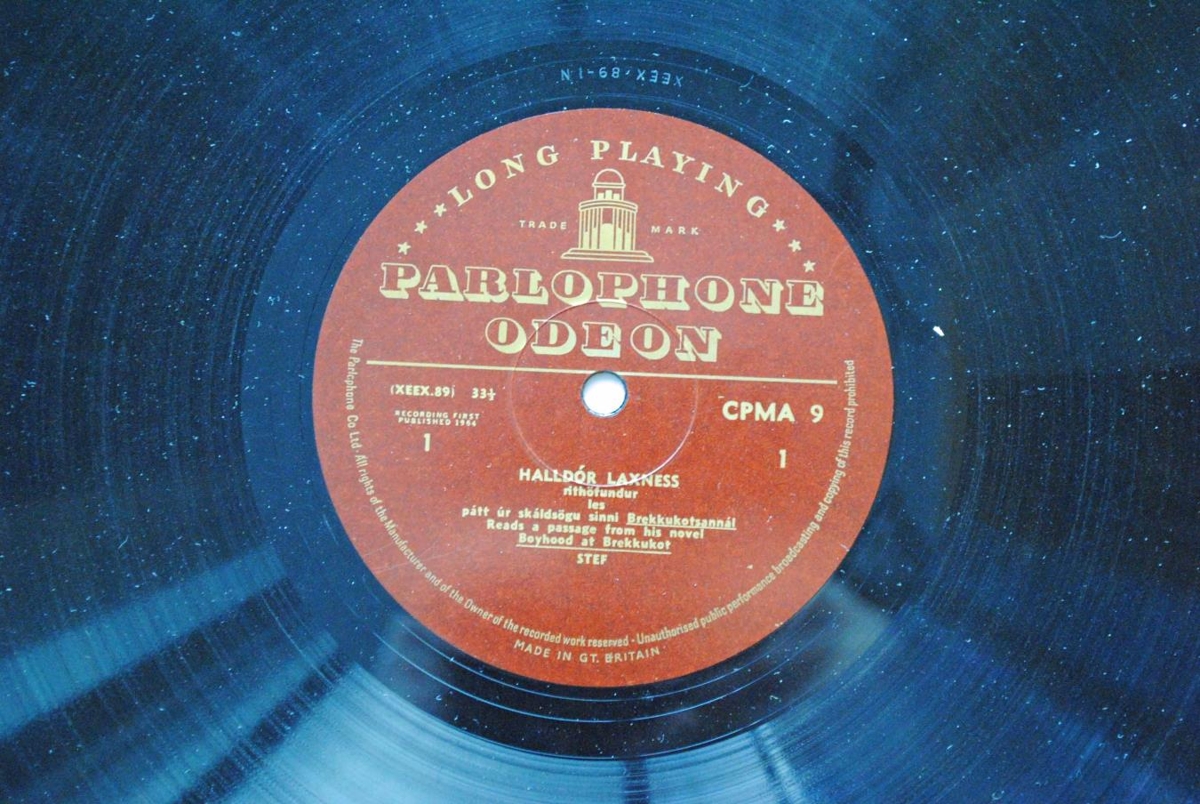 XEEX·89-1N
LONG PLAYING
TRADE MARK
PARLOPHONE
ODEON
(XEEX.89) 33⅓
CPMA 9
RECORDING FIRST
PUBLISHED 1964
1
1
HALLDÓR LAXNESS
rithöfundur
les
þátt úr skáldsögu sinni Brekkukotsannál
Reads a passage from his novel
Boyhood at Brekkukot
STEF
The Parlophone Co Ltd. All rights of the Manufacturer and of the Owner of the recorded work reserved - Unauthorised public performance broadcasting and copying of this record prohibited
MADE IN GT. BRITAIN